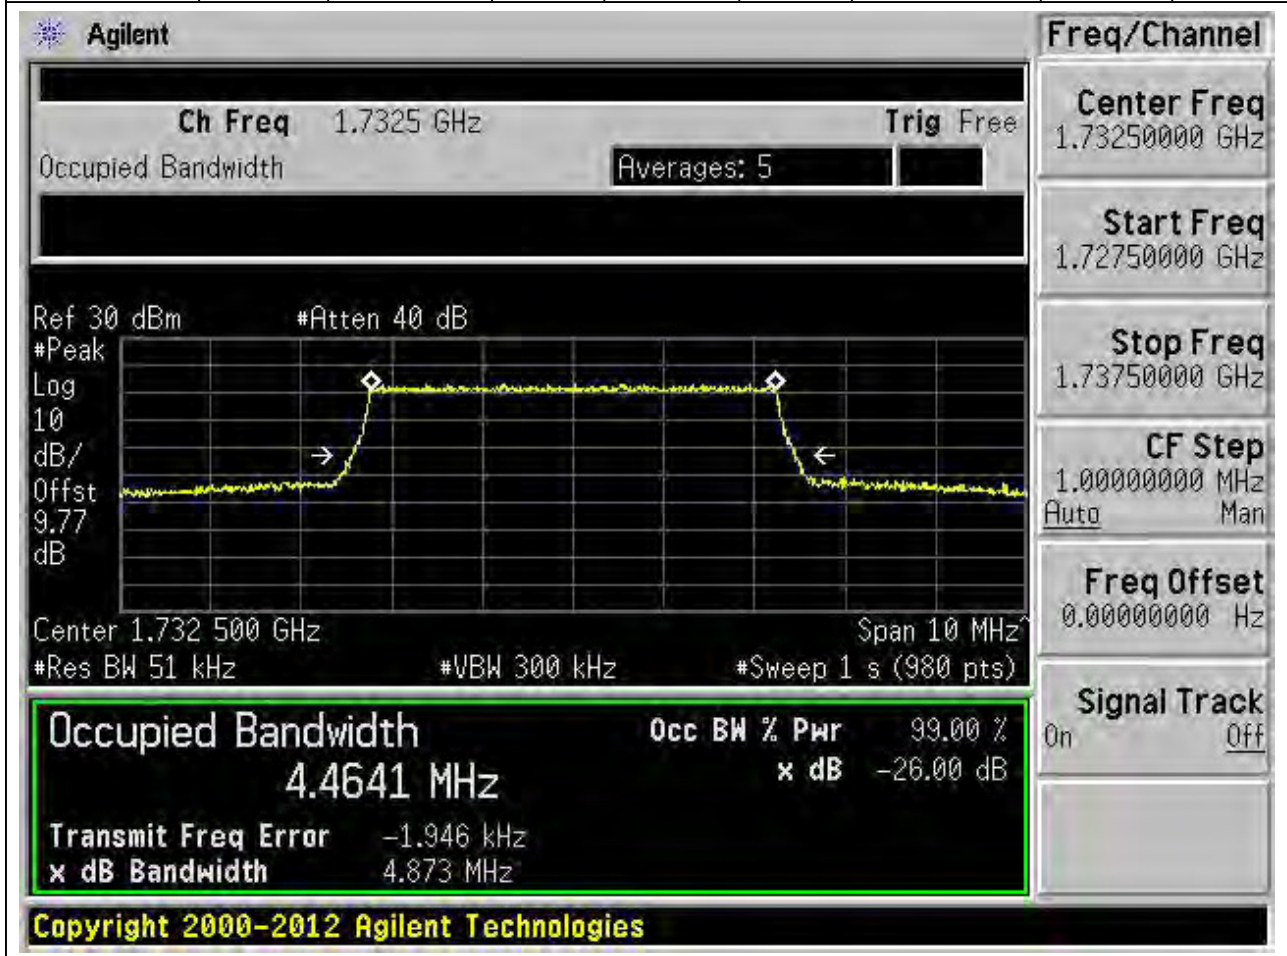 Agilent
Freq/Channel
Ch Freq 1.7325 GHz Trig Free
Occupied Bandwidth Averages: 5
Center Freq
1.73250000 GHz
Start Freq
1.72750000 GHz
Stop Freq
1.73750000 GHz
CF Step
1.00000000 MHz
Auto Man
Freq Offset
0.00000000 Hz
Signal Track
On Off
Ref 30 dBm #Atten 40 dB
#Peak
Log
10
dB/
Offst
9.77
dB
Center 1.732 500 GHz Span 10 MHz^
#Res BW 51 kHz #VBW 300 kHz #Sweep 1 s (980 pts)
Occupied Bandwidth Occ BW % Pwr 99.00 %
4.4641 MHz x dB -26.00 dB
Transmit Freq Error -1.946 kHz
x dB Bandwidth 4.873 MHz
Copyright 2000-2012 Agilent Technologies